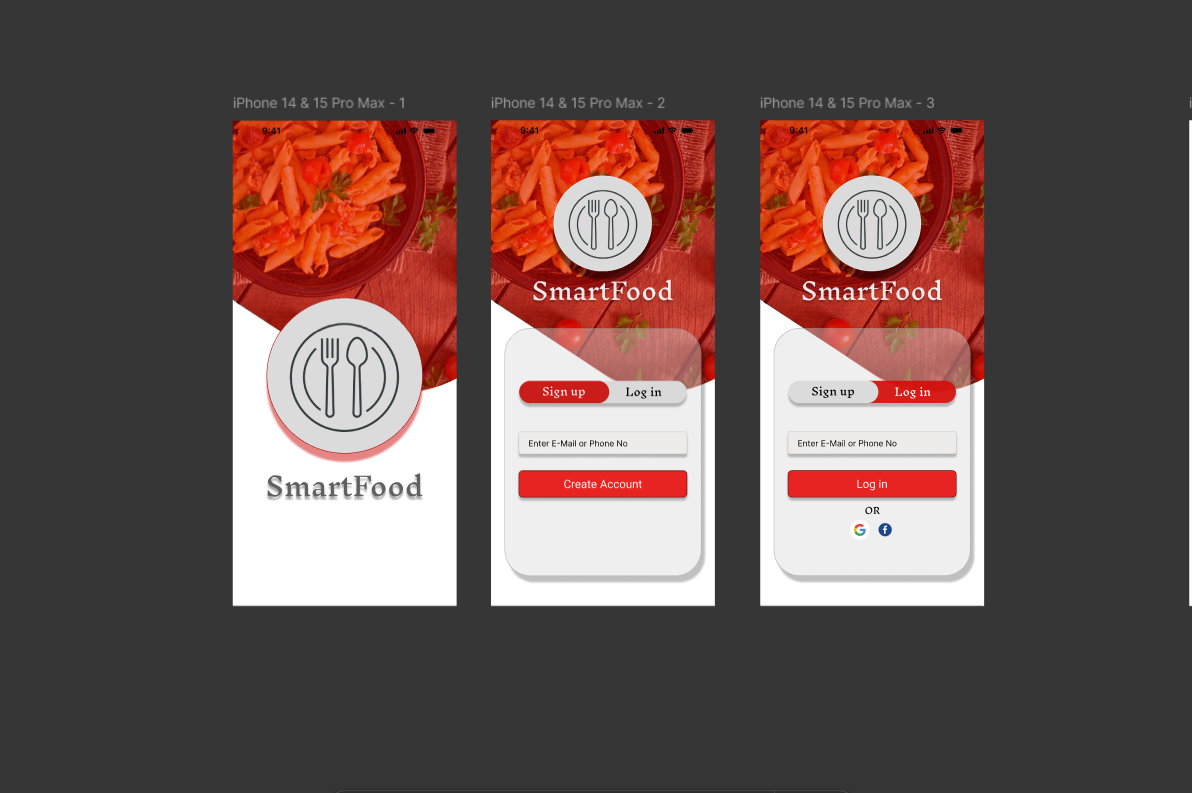 iPhone 14 & 15 Pro Max - 1
9:41
SmartFood
iPhone 14 & 15 Pro Max - 2
9:41
SmartFood
Sign up
Log in
Enter E-Mail or Phone No
Create Account
iPhone 14 & 15 Pro Max - 3
9:41
SmartFood
Sign up
Log in
Enter E-Mail or Phone No
Log in
OR